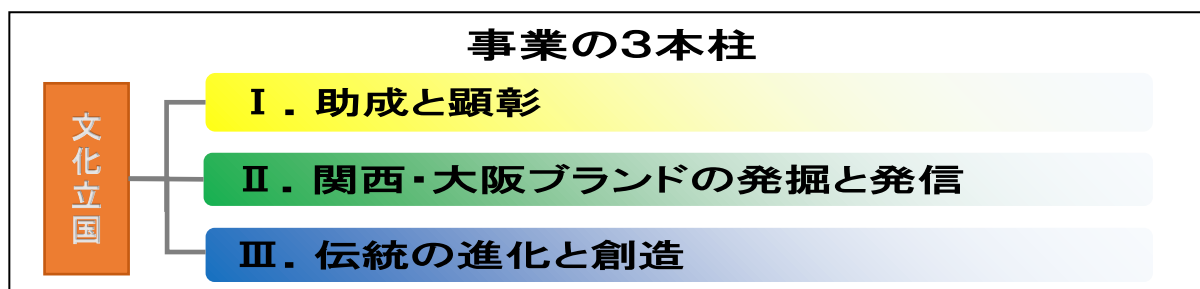 事業の3本柱
文化立国
Ⅰ．助成と顕彰
Ⅱ．関西・大阪ブランドの発掘と発信
Ⅲ．伝統の進化と創造